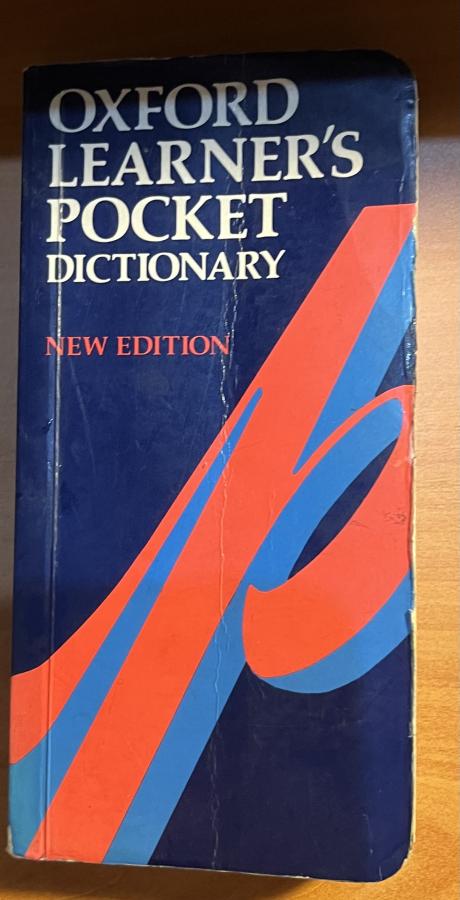 OXFORD
LEARNER'S
POCKET
DICTIONARY
NEW EDITION